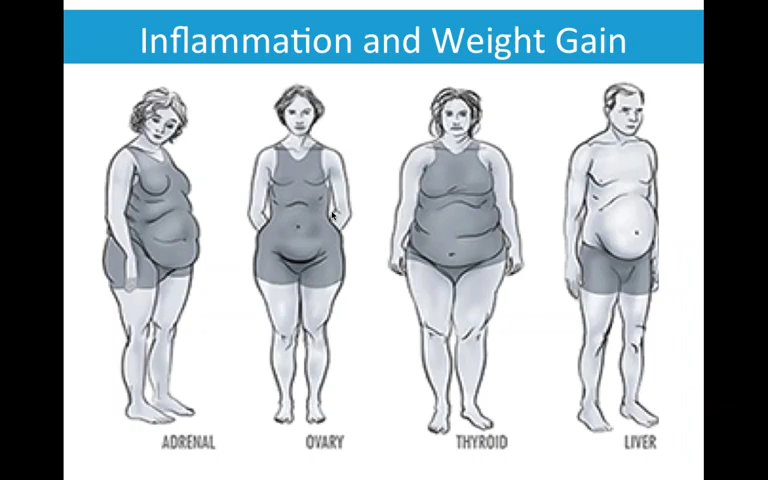 Inflammation and Weight Gain
ADRENAL
OVARY
THYROID
LIVER